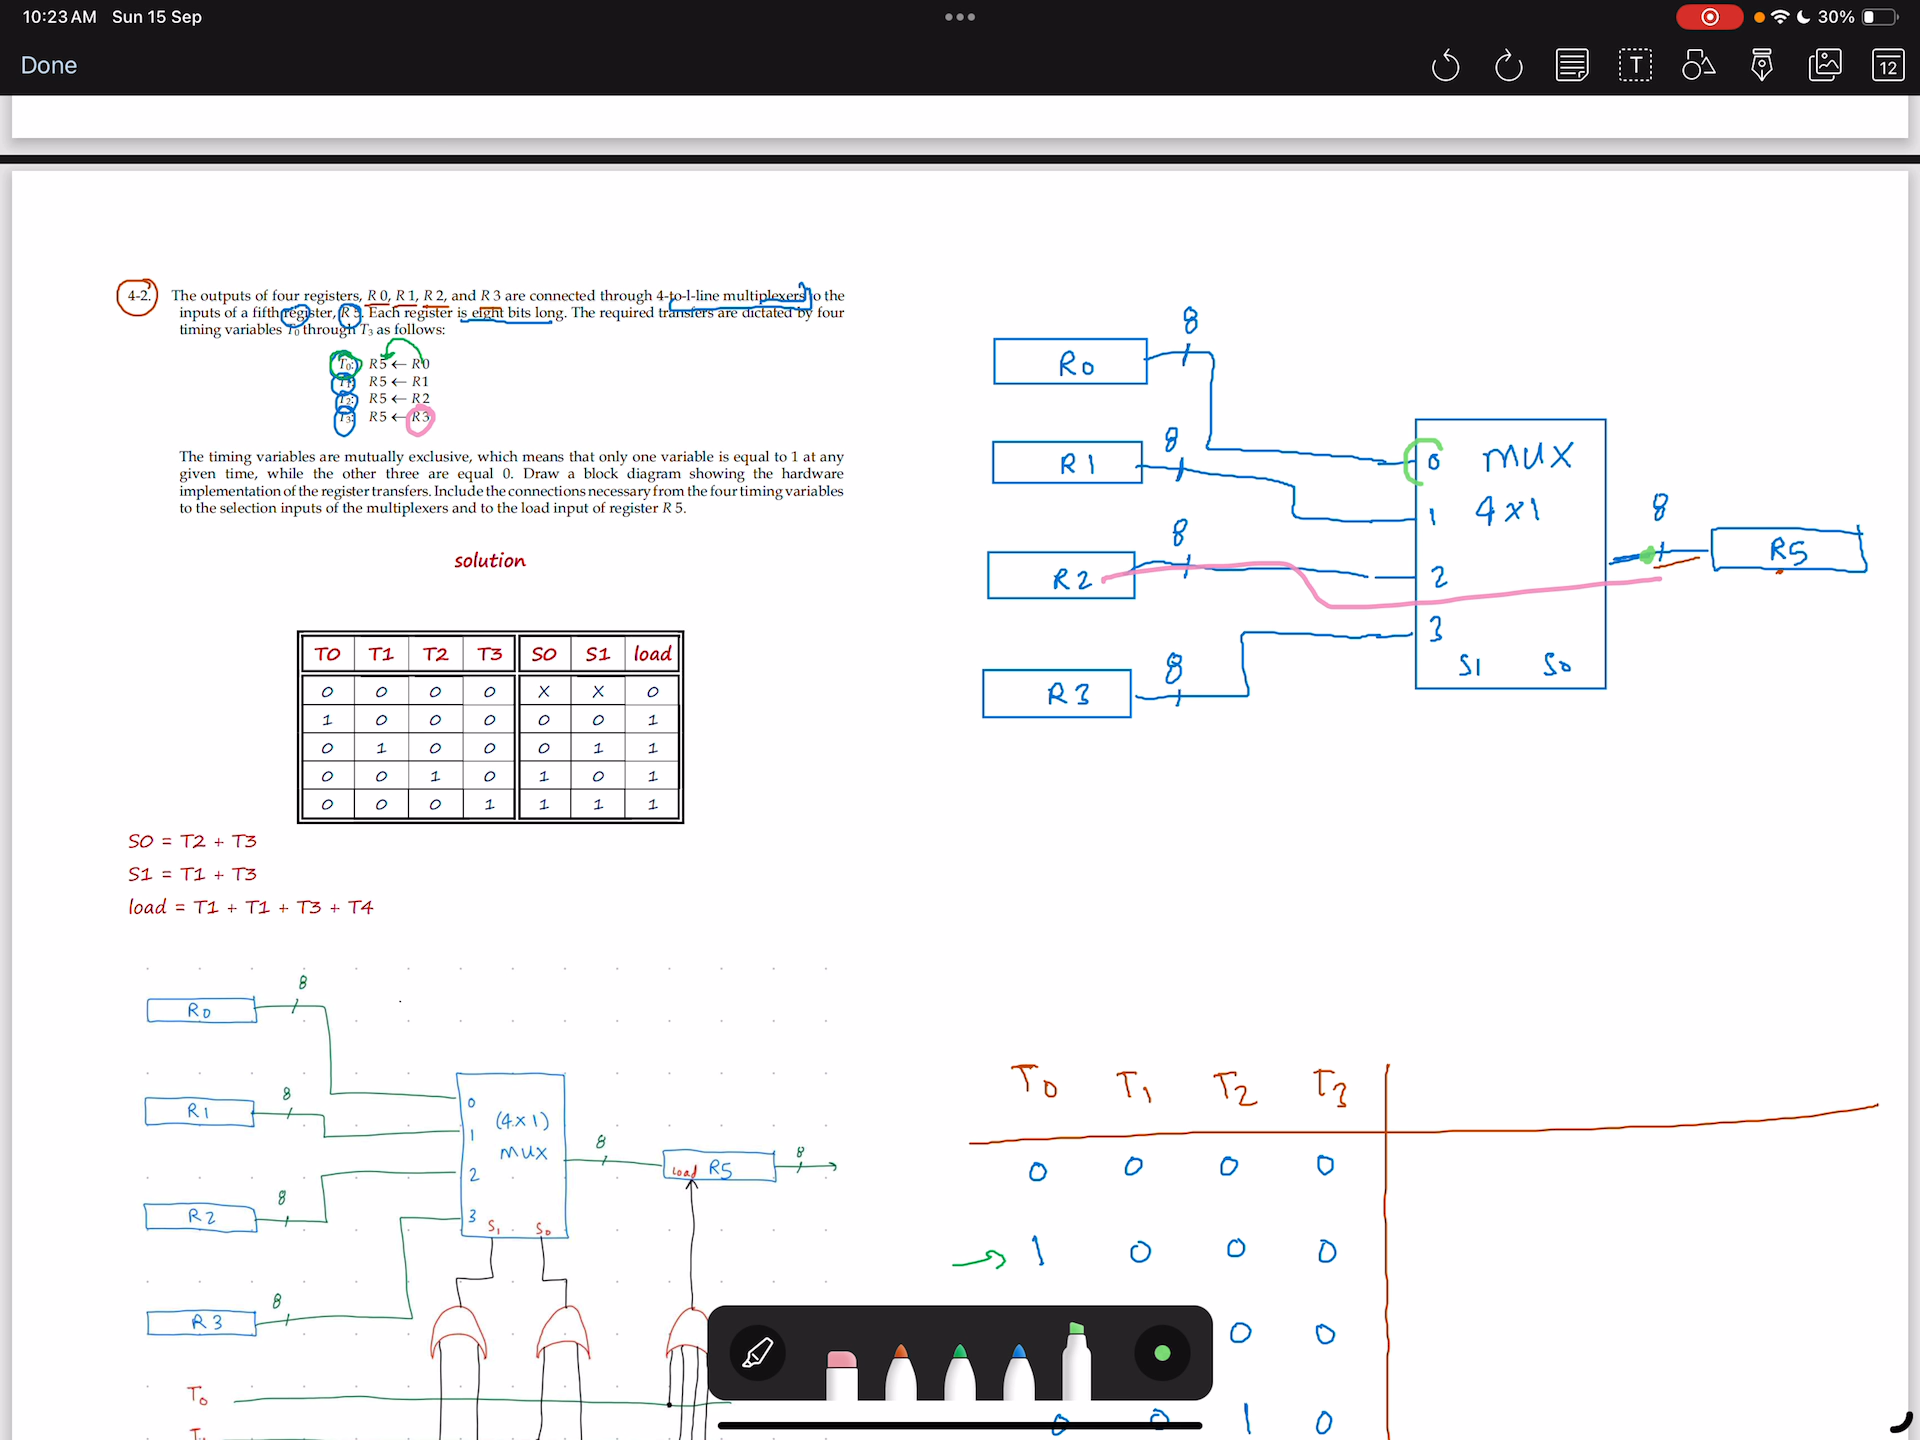 10:23 AM Sun 15 Sep
30%
Done
T
12
4-2. The outputs of four registers, R 0, R 1, R 2, and R 3 are connected through 4-to-l-line multiplexers to the
inputs of a fifth register, R 5. Each register is eight bits long. The required transfers are dictated by four
timing variables T0 through T3 as follows:
T0: R5 ← R0
T1: R5 ← R1
T2: R5 ← R2
T3: R5 ← R3
The timing variables are mutually exclusive, which means that only one variable is equal to 1 at any
given time, while the other three are equal 0. Draw a block diagram showing the hardware
implementation of the register transfers. Include the connections necessary from the four timing variables
to the selection inputs of the multiplexers and to the load input of register R 5.
solution
T0 T1 T2 T3 S0 S1 load
0 0 0 0 X X 0
1 0 0 0 0 0 1
0 1 0 0 0 1 1
0 0 1 0 1 0 1
0 0 0 1 1 1 1
S0 = T2 + T3
S1 = T1 + T3
load = T1 + T1 + T3 + T4
R0 8
R1 8
R2 8
R3 8
0 (4x1)
1 MUX
2
3 S1 S0
8
load R5 8
T0
R0 8
R1 8
R2 8
R3 8
0 MUX
1 4x1
2
3
S1 S0
8
R5
T0 T1 T2 T3
0 0 0 0
1 0 0 0
0 0
0 0 1 0